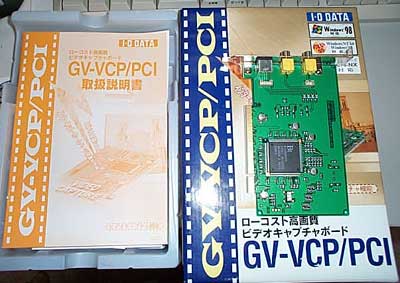 I·O DATA
ローコスト高画質
ビデオキャプチャボード
GV-VCP/PCI
取扱説明書
GV-VCP/PCI
I·O DATA
Windows 98
GV-VCP/PCI
ローコスト高画質
ビデオキャプチャボード
GV-VCP/PCI